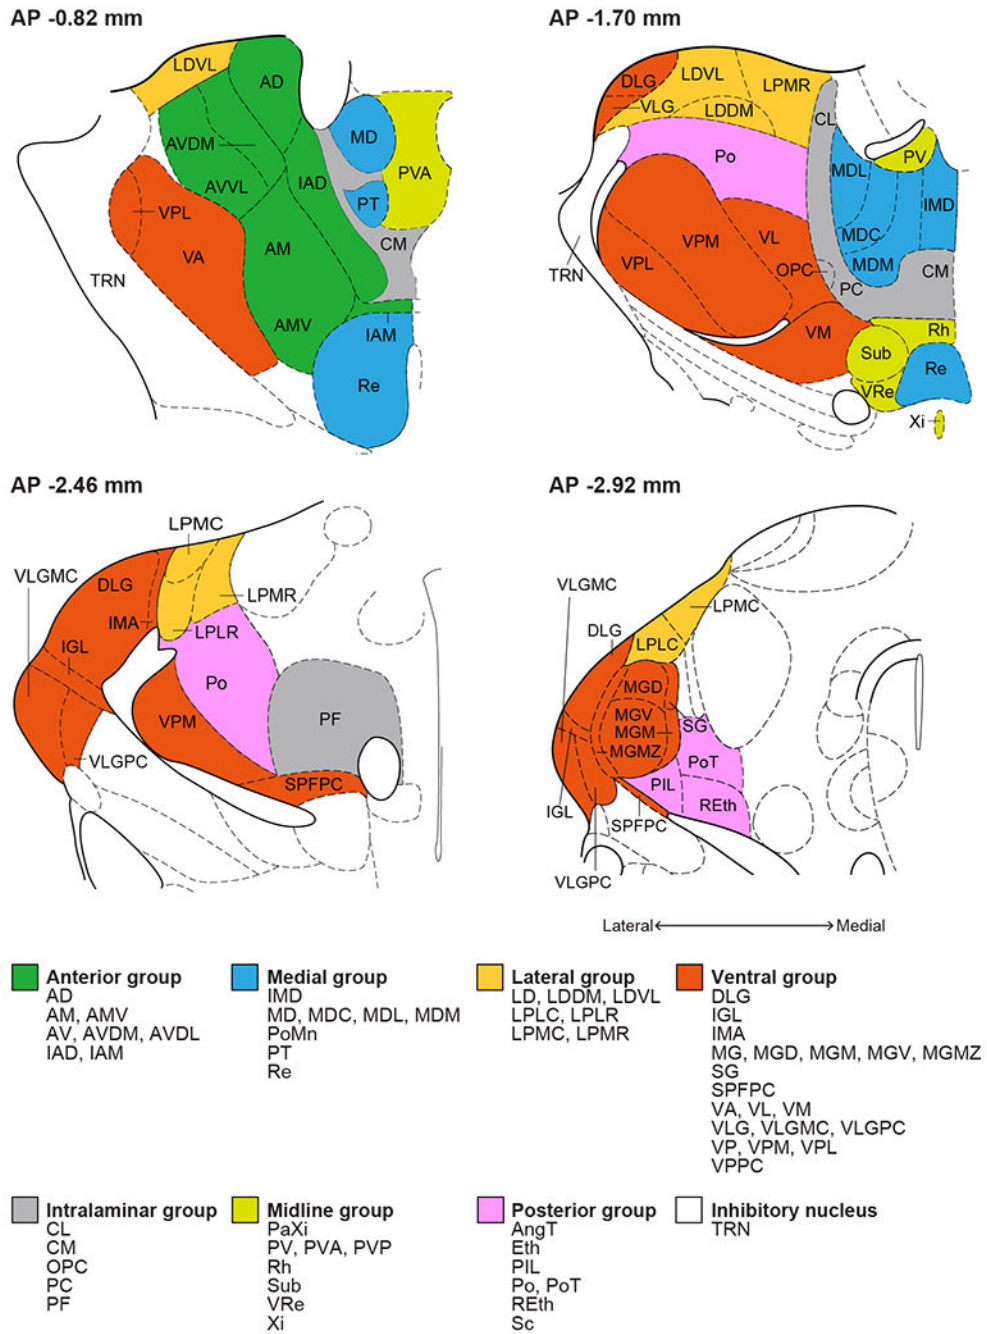 AP -0.82 mm
LDVL
AD
AVDM
MD
PVA
AVVL
IAD
PT
VPL
CM
VA
AM
TRN
AMV
IAM
Re
AP -1.70 mm
DLG
LDVL
LPMR
VLG
LDDM
CL
Po
PV
MDL
IMD
VPM
VL
MDC
VPL
OPC
MDM
CM
TRN
PC
VM
Rh
Sub
Re
VRe
Xi
AP -2.46 mm
LPMC
VLGMC
DLG
LPMR
IMA
LPLR
IGL
Po
VPM
PF
VLGPC
SPFPC
AP -2.92 mm
VLGMC
LPMC
DLG
LPLC
MGD
MGV
SG
MGM
MGMZ
PoT
PIL
REth
IGL
SPFPC
VLGPC
Lateral Medial
Anterior group
AD
AM, AMV
AV, AVDM, AVDL
IAD, IAM
Medial group
IMD
MD, MDC, MDL, MDM
PoMn
PT
Re
Lateral group
LD, LDDM, LDVL
LPLC, LPLR
LPMC, LPMR
Ventral group
DLG
IGL
IMA
MG, MGD, MGM, MGV, MGMZ
SG
SPFPC
VA, VL, VM
VLG, VLGMC, VLGPC
VP, VPM, VPL
VPPC
Intralaminar group
CL
CM
OPC
PC
PF
Midline group
PaXi
PV, PVA, PVP
Rh
Sub
VRe
Xi
Posterior group
AngT
Eth
PIL
Po, PoT
REth
Sc
Inhibitory nucleus
TRN